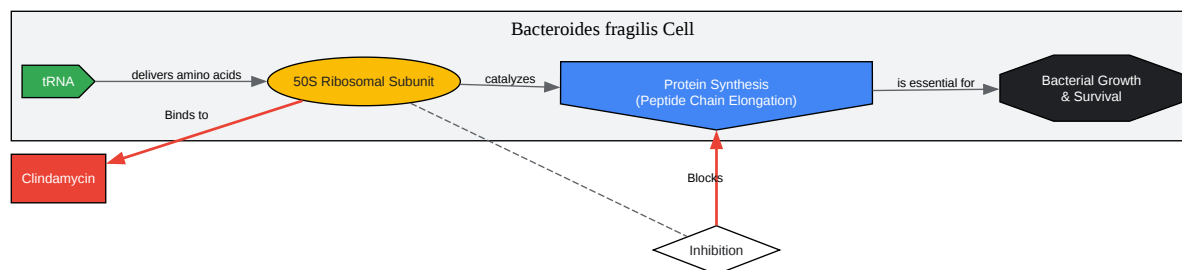 Bacteroides fragilis Cell
tRNA
delivers amino acids
50S Ribosomal Subunit
catalyzes
Protein Synthesis
(Peptide Chain Elongation)
is essential for
Bacterial Growth
& Survival
Binds to
Clindamycin
Blocks
Inhibition